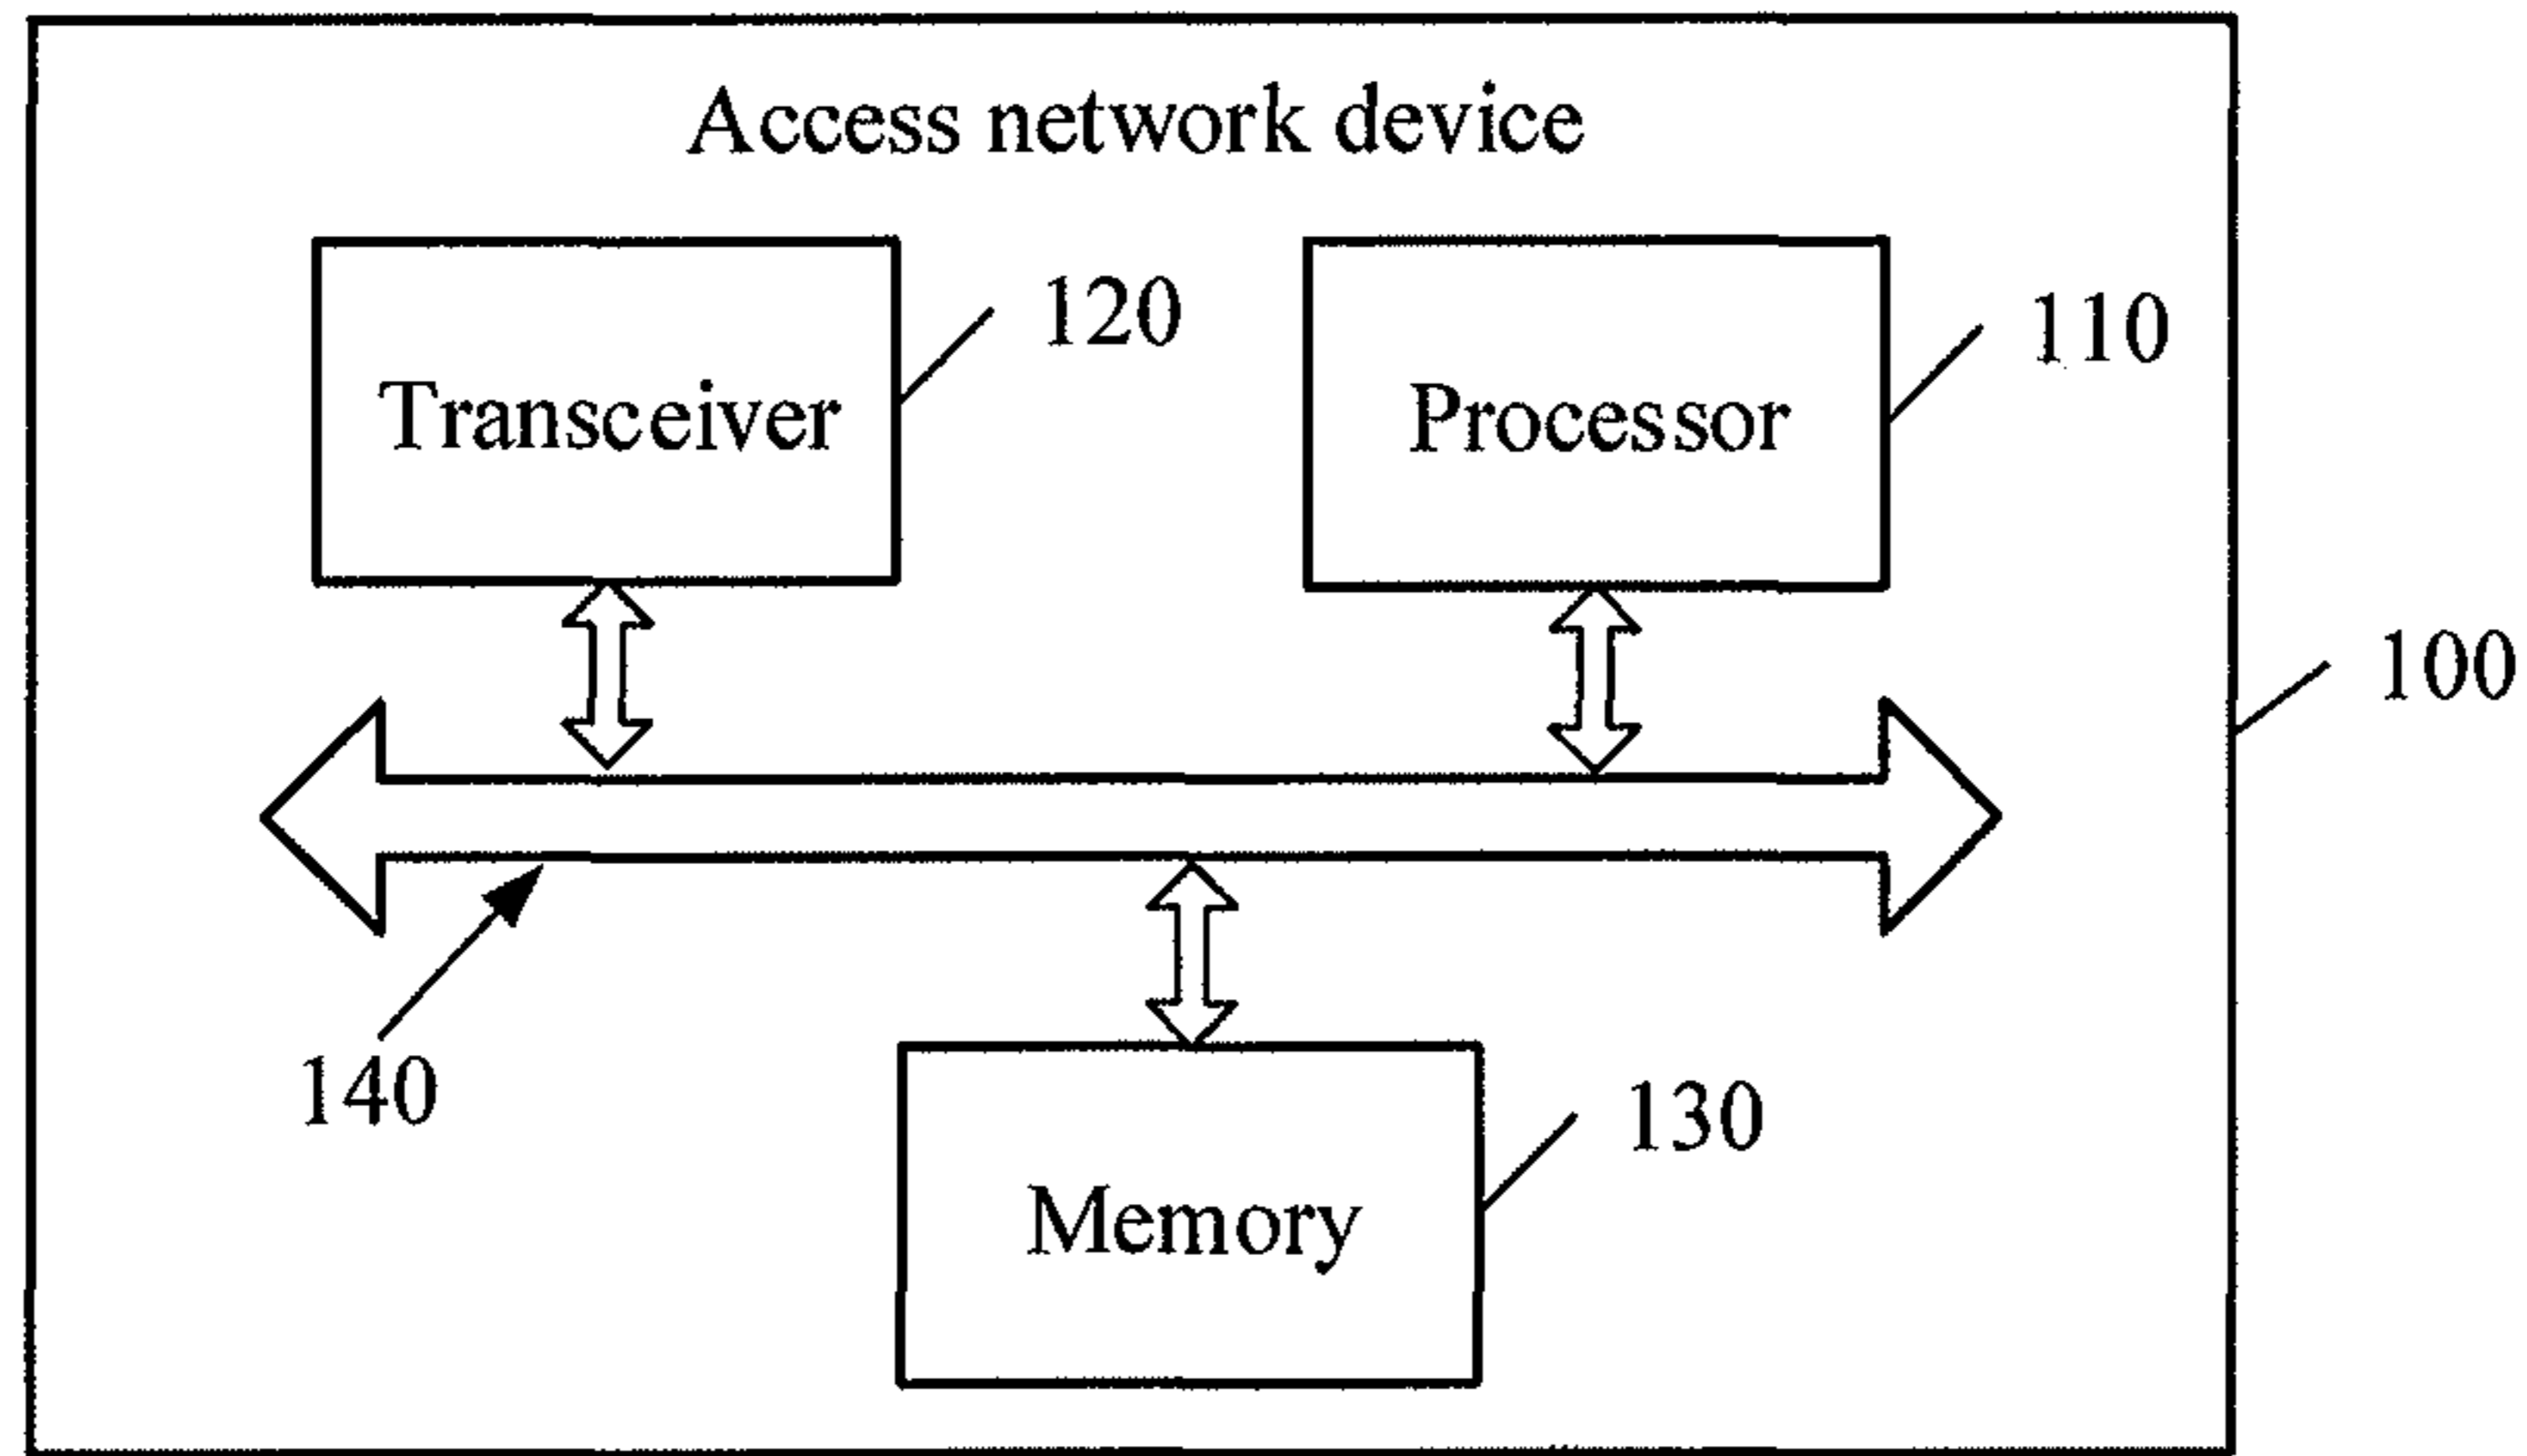 Access network device
120
110
Transceiver
Processor
100
140
130
Memory